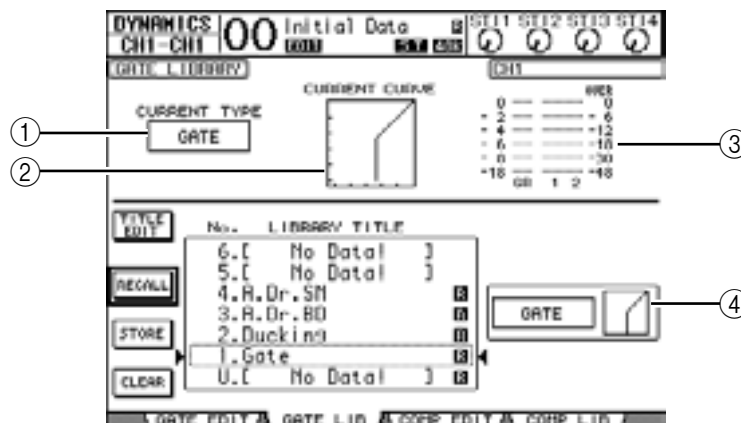 DYNAMICS
CH1-CH1
00
Initial Data
EDIT
ST1 ST2 ST3 ST4
GATE LIBRARY
CH1
CURRENT TYPE
GATE
CURRENT CURVE
OVER
0 0
- 2 - 6
- 4 -12
- 6 -18
- 8 -30
-18 -48
GR 1 2
① ② ③ ④
TITLE EDIT
RECALL
STORE
CLEAR
No. LIBRARY TITLE
6.[ No Data! ]
5.[ No Data! ]
4.A.Dr.SN R
3.A.Dr.BD R
2.Ducking R
1.Gate R
U.[ No Data! ] R
GATE
GATE EDIT GATE LIB COMP EDIT COMP LIB